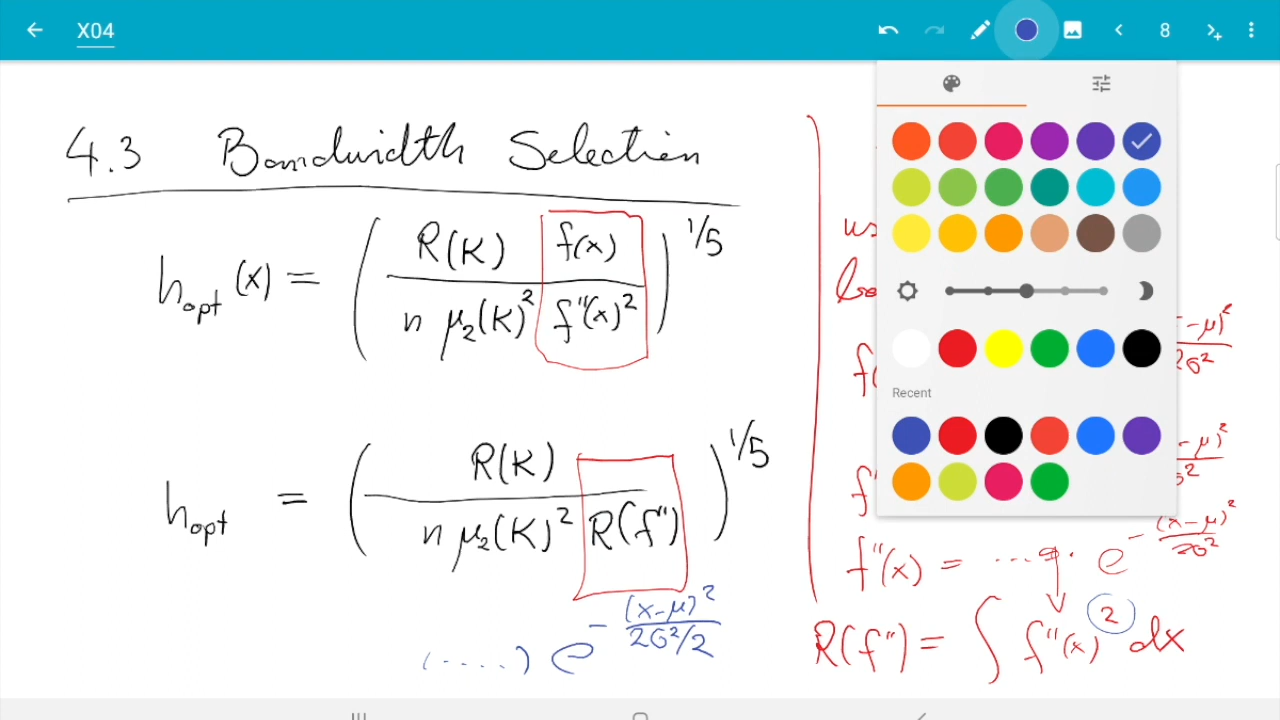 X04
8
4.3 Bandwidth Selection
h_opt(x) = ( R(K) f(x) / n μ₂(K)² f''(x)² )^1/5
h_opt = ( R(K) / n μ₂(K)² R(f'') )^1/5
(.....) e^-(x-μ)²/2σ²/2
Recent
f''(x) = ..... e^-(x-μ)²/2σ²
R(f'') = ∫ f''(x)² dx